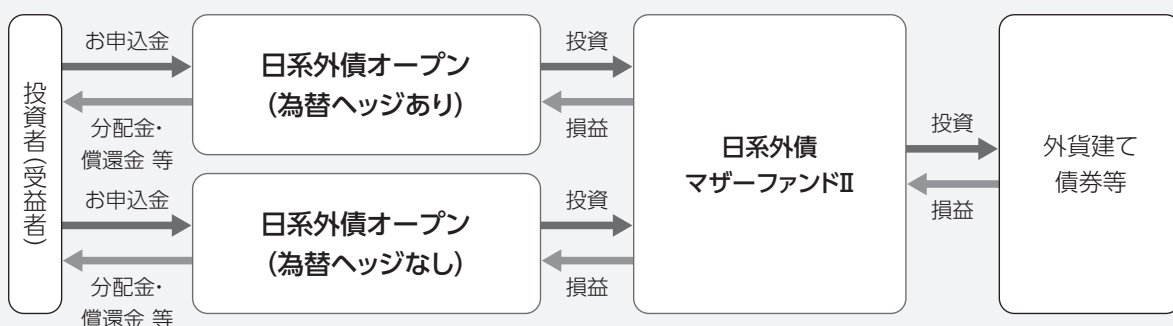 投資者(受益者)
お申込金
分配金・
償還金 等
日系外債オープン
(為替ヘッジあり)
投資
損益
お申込金
分配金・
償還金 等
日系外債オープン
(為替ヘッジなし)
投資
損益
日系外債
マザーファンドⅡ
投資
損益
外貨建て
債券等